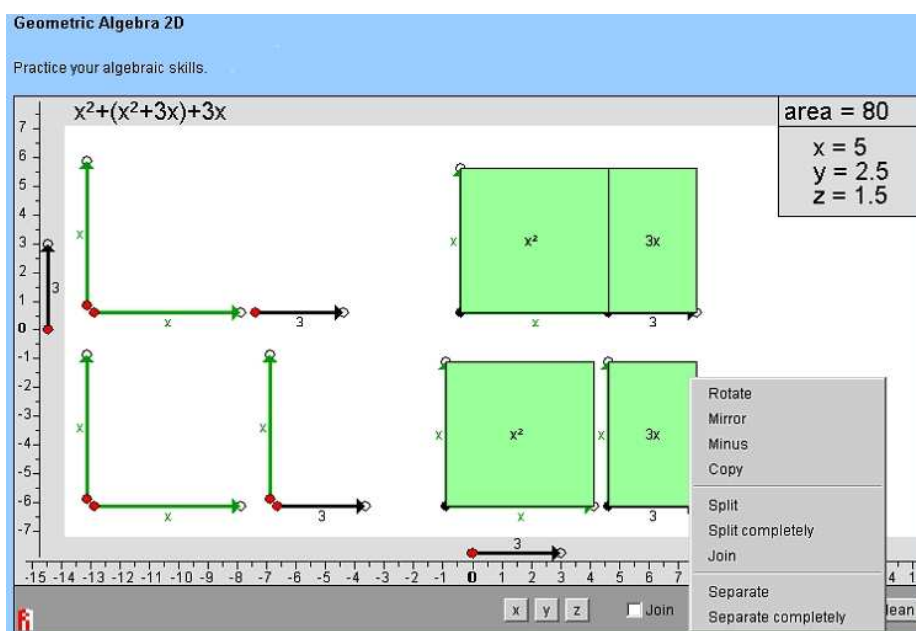 Geometric Algebra 2D
Practice your algebraic skills.
x²+(x²+3x)+3x
area = 80
x = 5
y = 2.5
z = 1.5
7
6
5
4
3
2
1
0
-1
-2
-3
-4
-5
-6
-7
3
x
x
3
x
x²
3x
x
3
x
x
x
3
x
x²
x
3x
x
3
3
Rotate
Mirror
Minus
Copy
Split
Split completely
Join
Separate
Separate completely
-15 -14 -13 -12 -11 -10 -9 -8 -7 -6 -5 -4 -3 -2 -1 0 1 2 3 4 5 6 7
x y z Join